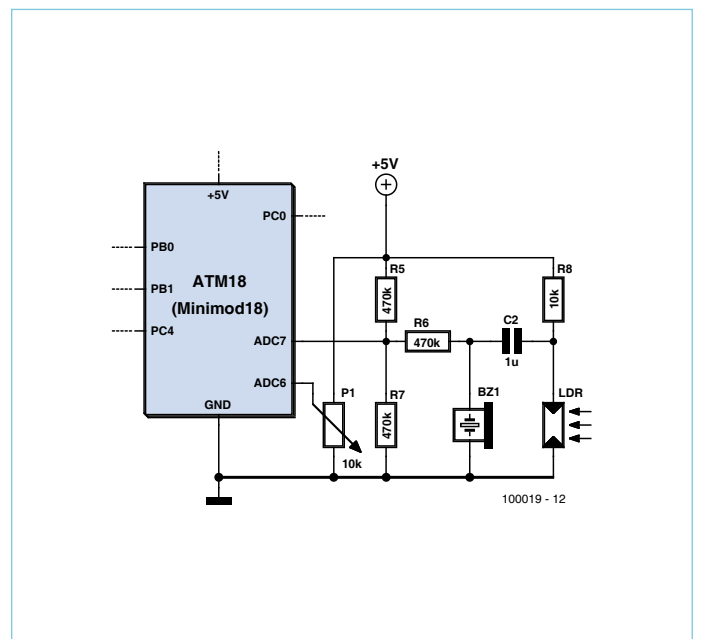 +5V
+5V
PC0
PB0
R5
R8
470k
10k
ATM18
PB1
(Minimod18)
R6
C2
PC4
ADC7
470k
1u
ADC6
P1
R7
BZ1
LDR
GND
470k
10k
100019 - 12